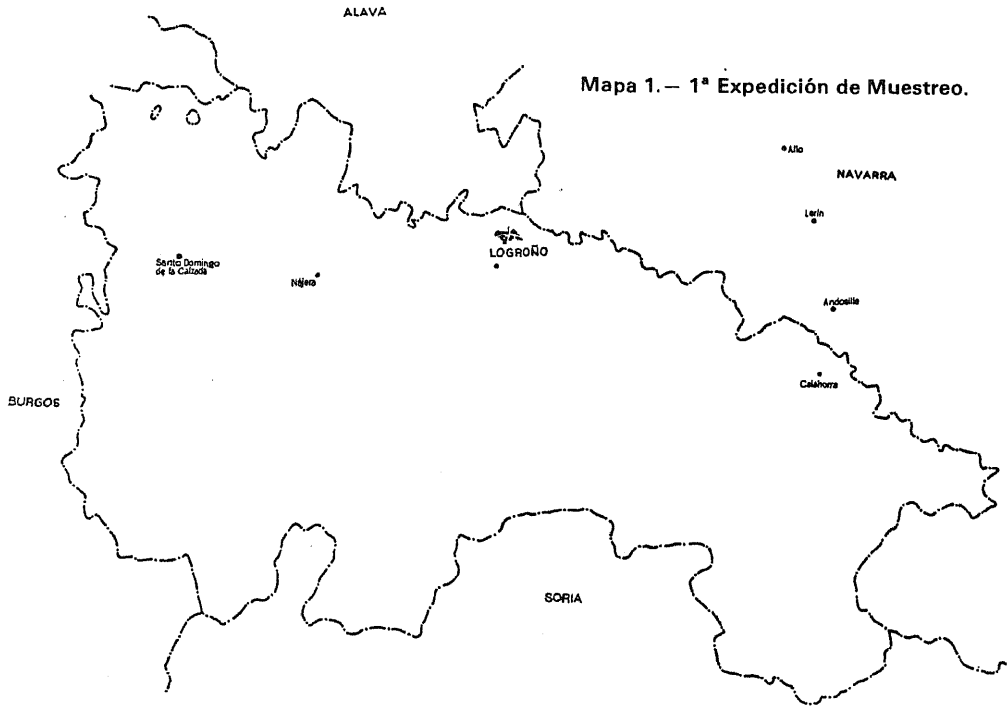 ALAVA
Mapa 1.— 1ª Expedición de Muestreo.
Allo
NAVARRA
Lerín
LOGROÑO
Santo Domingo
de la Calzada
Nájera
Andosilla
Calahorra
BURGOS
SORIA